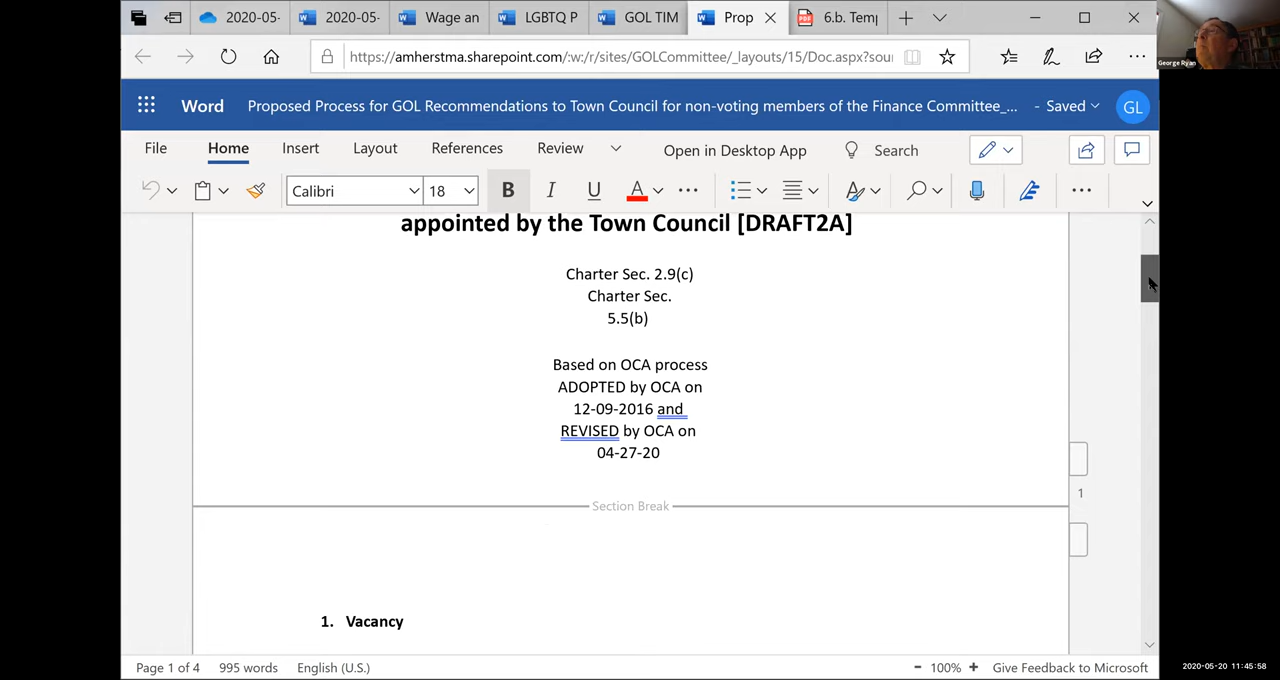 2020-05-
2020-05-
Wage an
LGBTQ P
GOL TIM
Prop
6.b. Temp
https://amherstma.sharepoint.com/:w:/r/sites/GOLCommittee/_layouts/15/Doc.aspx?sou
George Ryan
Word
Proposed Process for GOL Recommendations to Town Council for non-voting members of the Finance Committee_... - Saved
GL
File Home Insert Layout References Review Open in Desktop App Search
Calibri 18 B I U A
appointed by the Town Council [DRAFT2A]
Charter Sec. 2.9(c)
Charter Sec.
5.5(b)
Based on OCA process
ADOPTED by OCA on
12-09-2016 and
REVISED by OCA on
04-27-20
1
Section Break
1. Vacancy
Page 1 of 4 995 words English (U.S.) - 100% + Give Feedback to Microsoft
2020-05-20 11:45:58